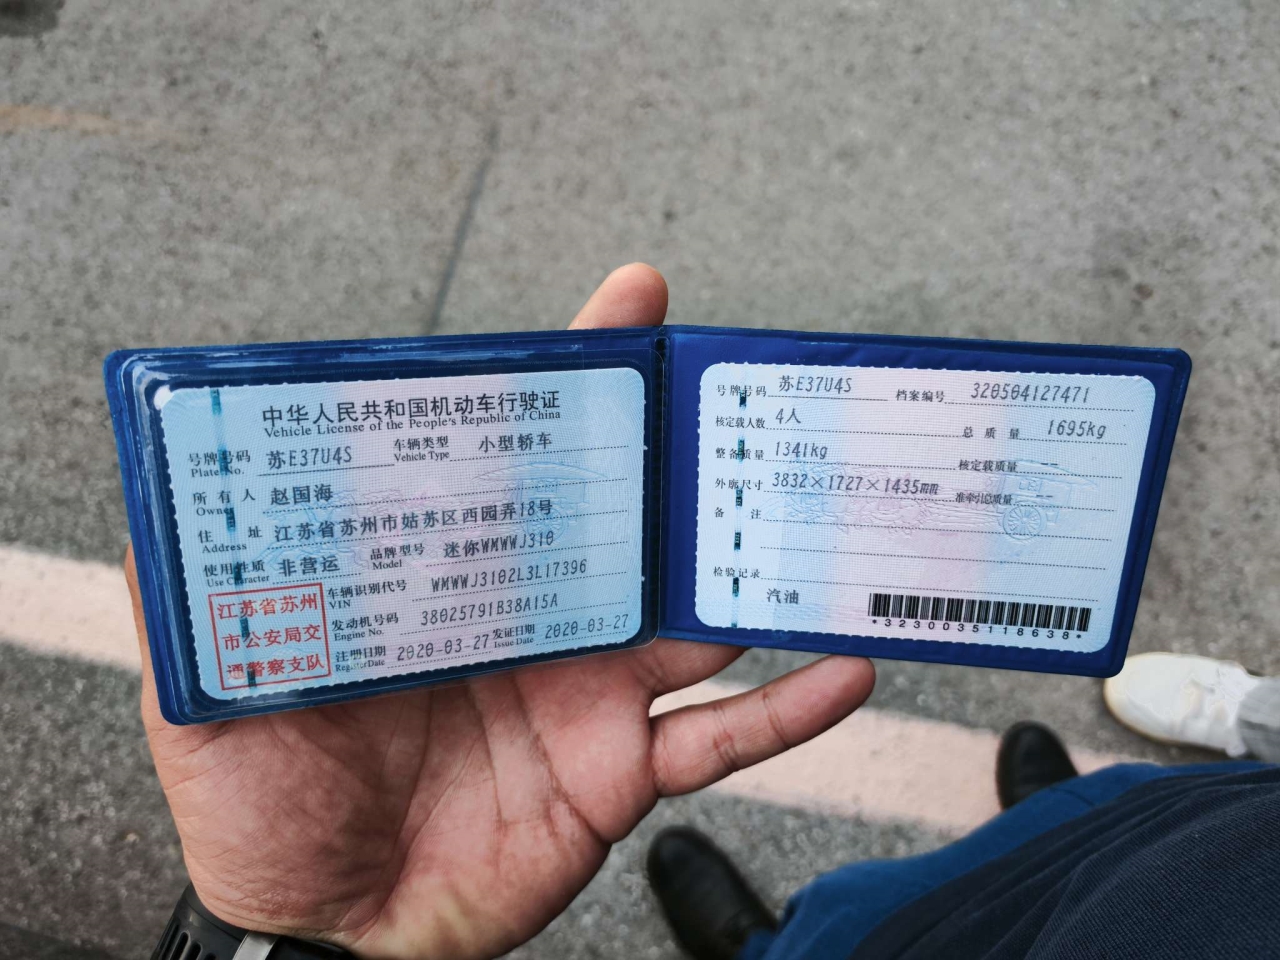 中华人民共和国机动车行驶证
Vehicle License of the People's Republic of China
号牌号码 苏E37U4S 车辆类型 小型轿车
Plate No. Vehicle Type
所有人 赵国海
Owner
住址 江苏省苏州市姑苏区西园弄18号
Address
使用性质 非营运 品牌型号 迷你WMWWJ310
Use Character Model
江苏省苏州
市公安局交
通警察支队
车辆识别代号 WMWWJ3102L3L17396
VIN
发动机号码 38025791B38A15A
Engine No.
注册日期 2020-03-27 发证日期 2020-03-27
Register Date Issue Date
号牌号码 苏E37U4S 档案编号 320504127471
核定载人数 4人 总质量 1695kg
整备质量 1341kg 核定载质量 --
外廓尺寸 3832×1727×1435mm 准牵引总质量 --
备注
检验记录
汽油
*3230035118638*